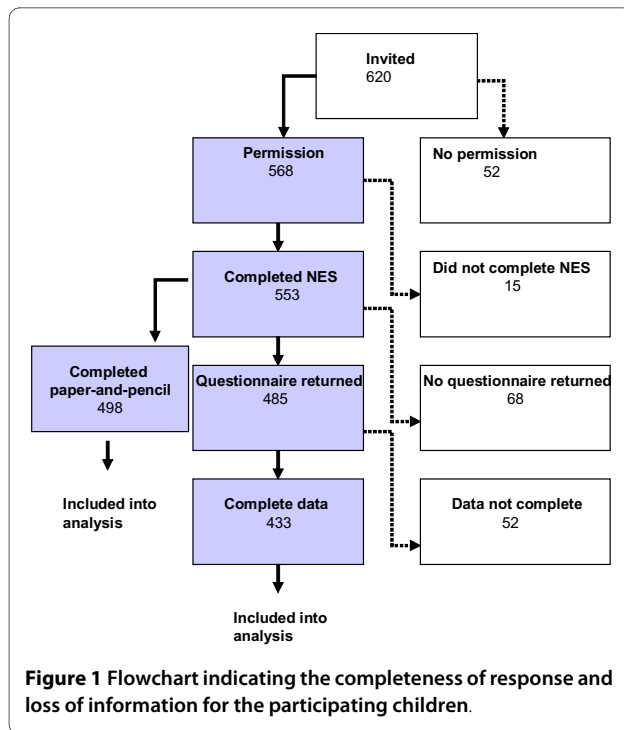 Invited
620
Permission
568
No permission
52
Completed NES
553
Did not complete NES
15
Completed
paper-and-pencil
498
Questionnaire returned
485
No questionnaire returned
68
Included into
analysis
Complete data
433
Data not complete
52
Included into
analysis
Figure 1 Flowchart indicating the completeness of response and
loss of information for the participating children.